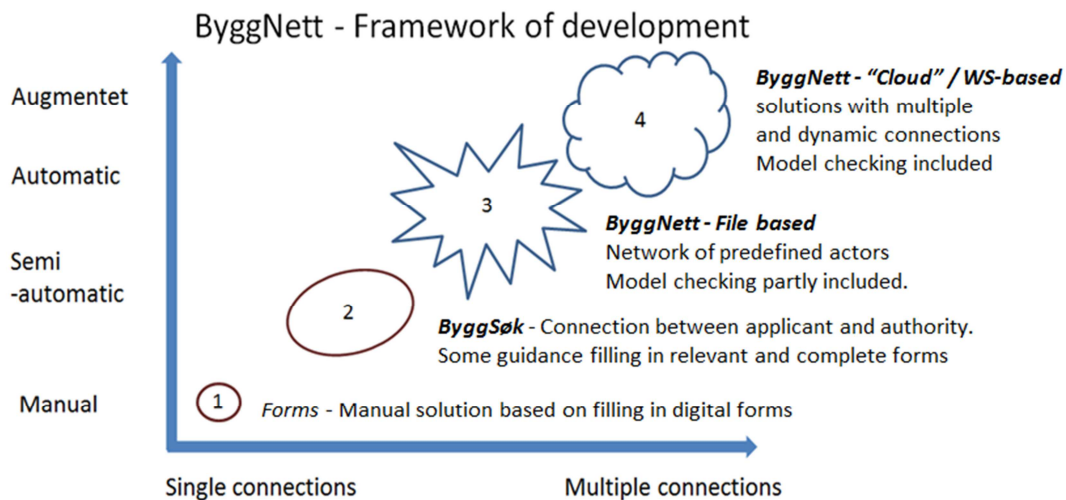 ByggNett - Framework of development
Augmentet
Automatic
Semi
-automatic
Manual
4
ByggNett - “Cloud” / WS-based
solutions with multiple
and dynamic connections
Model checking included
3
ByggNett - File based
Network of predefined actors
Model checking partly included.
2
ByggSøk - Connection between applicant and authority.
Some guidance filling in relevant and complete forms
1
Forms - Manual solution based on filling in digital forms
Single connections
Multiple connections